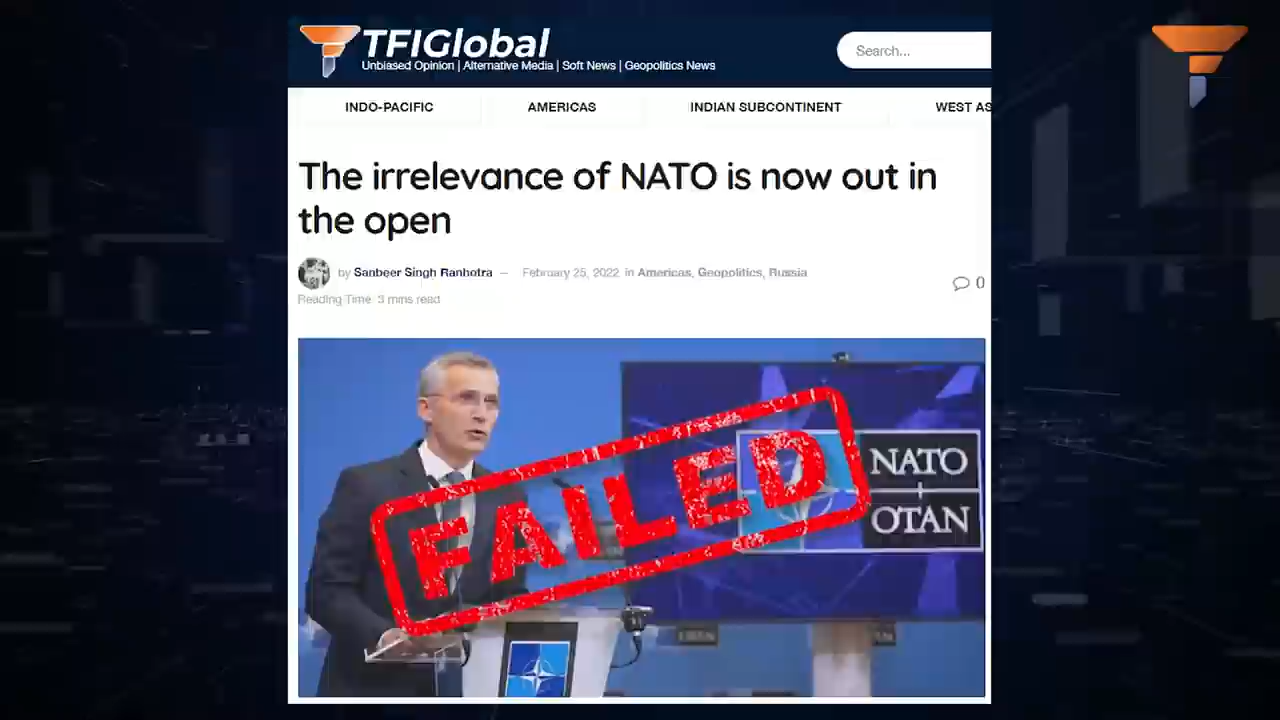 TFIGlobal
Unbiased Opinion | Alternative Media | Soft News | Geopolitics News
Search...
INDO-PACIFIC
AMERICAS
INDIAN SUBCONTINENT
WEST AS
The irrelevance of NATO is now out in
the open
by Sanbeer Singh Ranhotra — February 25, 2022 in Americas, Geopolitics, Russia
0
Reading Time: 3 mins read
FAILED
NATO
OTAN